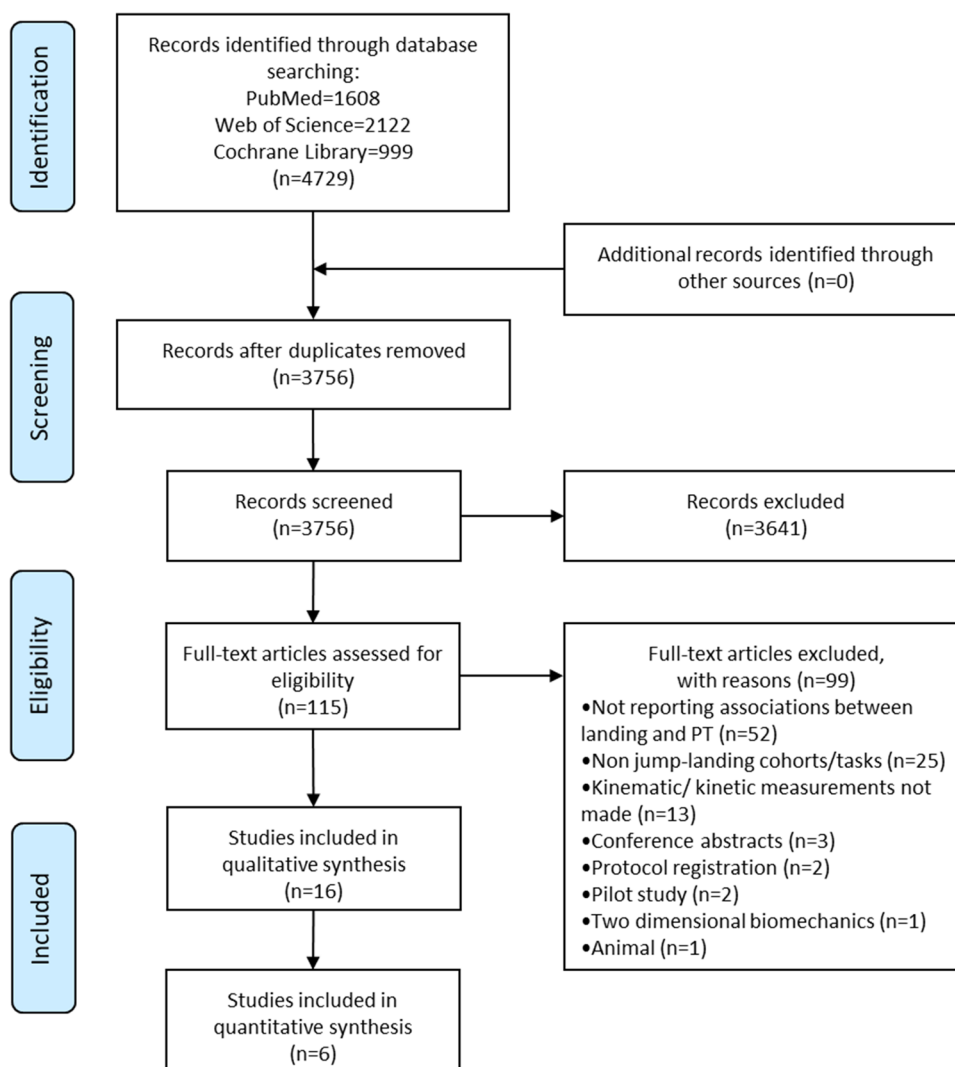 Identification
Records identified through database
searching:
PubMed=1608
Web of Science=2122
Cochrane Library=999
(n=4729)
Additional records identified through
other sources (n=0)
Screening
Records after duplicates removed
(n=3756)
Records screened
(n=3756)
Records excluded
(n=3641)
Eligibility
Full-text articles assessed for
eligibility
(n=115)
Full-text articles excluded,
with reasons (n=99)
•Not reporting associations between
landing and PT (n=52)
•Non jump-landing cohorts/tasks (n=25)
•Kinematic/ kinetic measurements not
made (n=13)
•Conference abstracts (n=3)
•Protocol registration (n=2)
•Pilot study (n=2)
•Two dimensional biomechanics (n=1)
•Animal (n=1)
Included
Studies included in
qualitative synthesis
(n=16)
Studies included in
quantitative synthesis
(n=6)